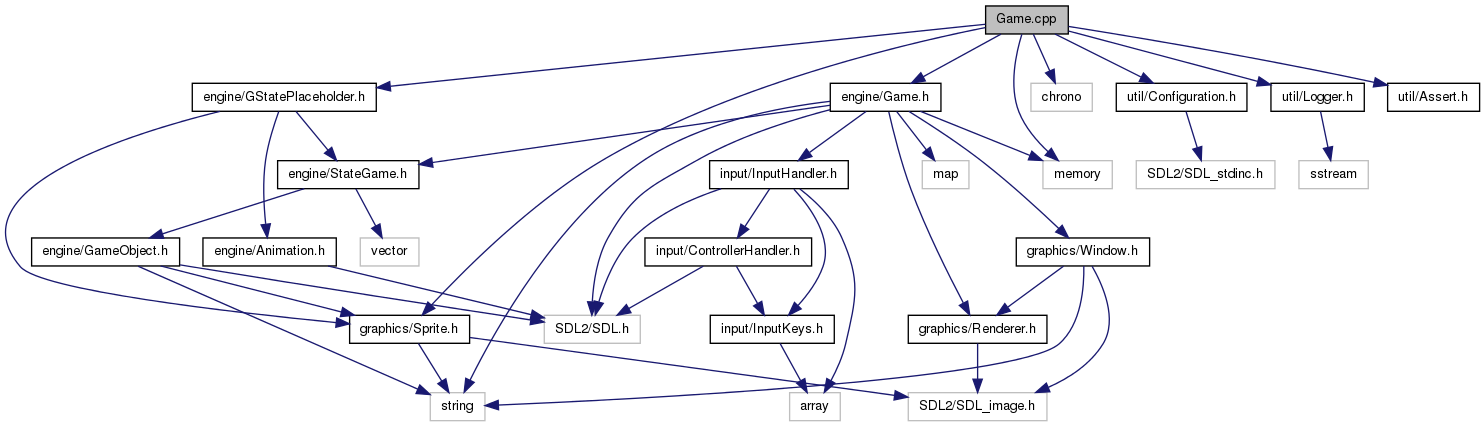 Game.cpp
engine/GStatePlaceholder.h
engine/Game.h
chrono
util/Configuration.h
util/Logger.h
util/Assert.h
engine/StateGame.h
input/InputHandler.h
map
memory
SDL2/SDL_stdinc.h
sstream
engine/GameObject.h
engine/Animation.h
vector
input/ControllerHandler.h
graphics/Window.h
graphics/Sprite.h
SDL2/SDL.h
input/InputKeys.h
graphics/Renderer.h
string
array
SDL2/SDL_image.h